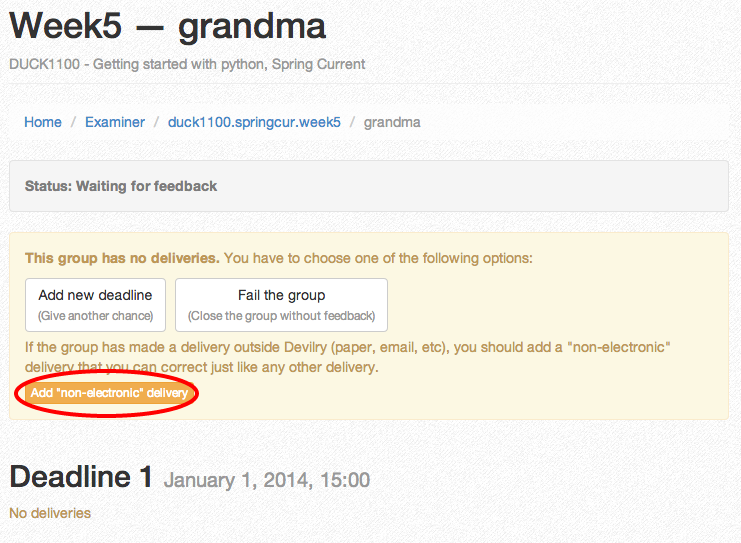 Week5 — grandma
DUCK1100 - Getting started with python, Spring Current
Home / Examiner / duck1100.springcur.week5 / grandma
Status: Waiting for feedback
This group has no deliveries. You have to choose one of the following options:
Add new deadline
(Give another chance)
Fail the group
(Close the group without feedback)
If the group has made a delivery outside Devilry (paper, email, etc), you should add a "non-electronic"
delivery that you can correct just like any other delivery.
Add "non-electronic" delivery
Deadline 1 January 1, 2014, 15:00
No deliveries